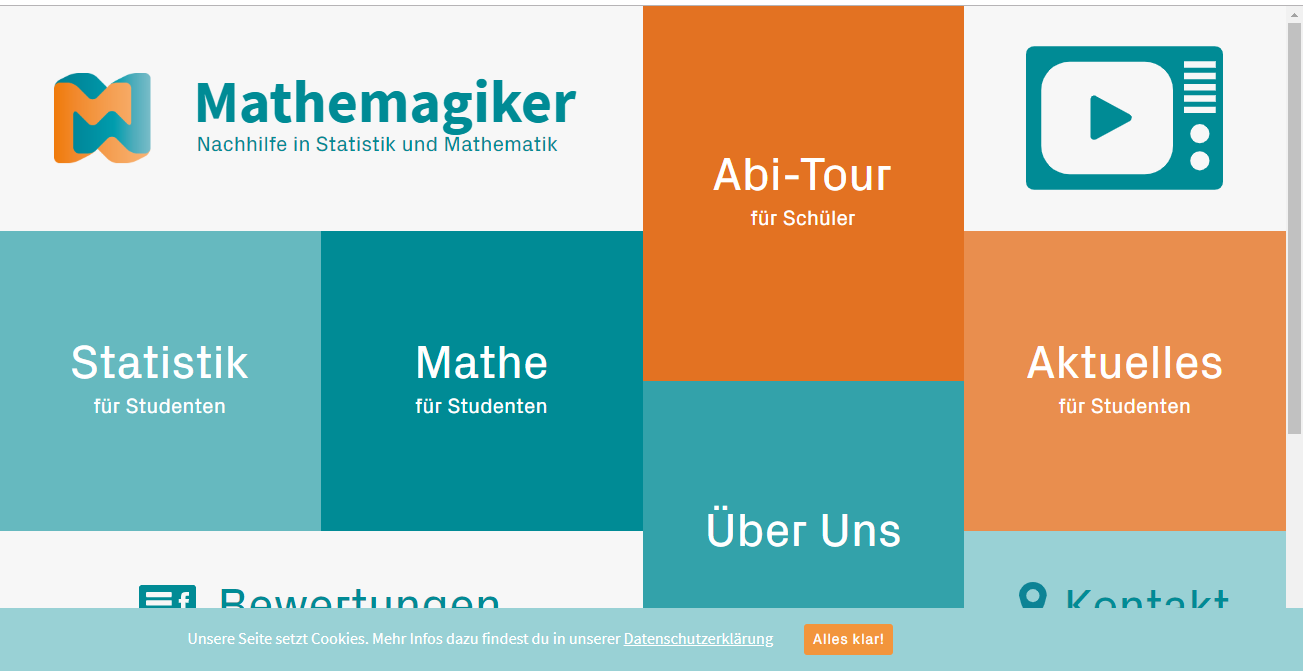 Mathemagiker
Nachhilfe in Statistik und Mathematik
Abi-Tour
für Schüler
Statistik
für Studenten
Mathe
für Studenten
Aktuelles
für Studenten
Über Uns
Bewertungen
Kontakt
Unsere Seite setzt Cookies. Mehr Infos dazu findest du in unserer Datenschutzerklärung
Alles klar!